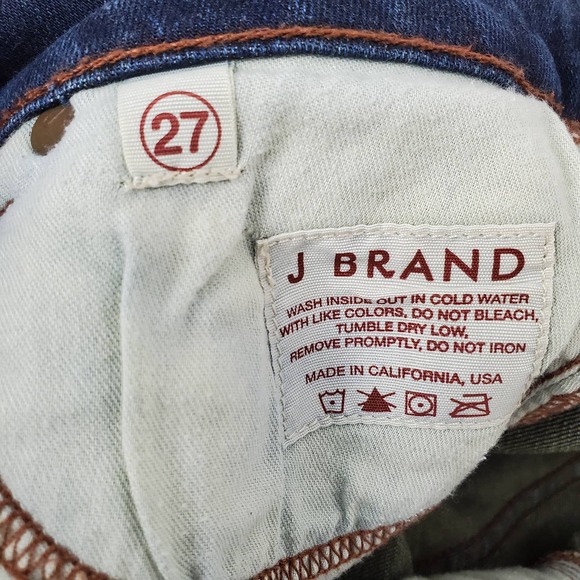 27
J BRAND
WASH INSIDE OUT IN COLD WATER
WITH LIKE COLORS, DO NOT BLEACH,
TUMBLE DRY LOW,
REMOVE PROMPTLY, DO NOT IRON
MADE IN CALIFORNIA, USA